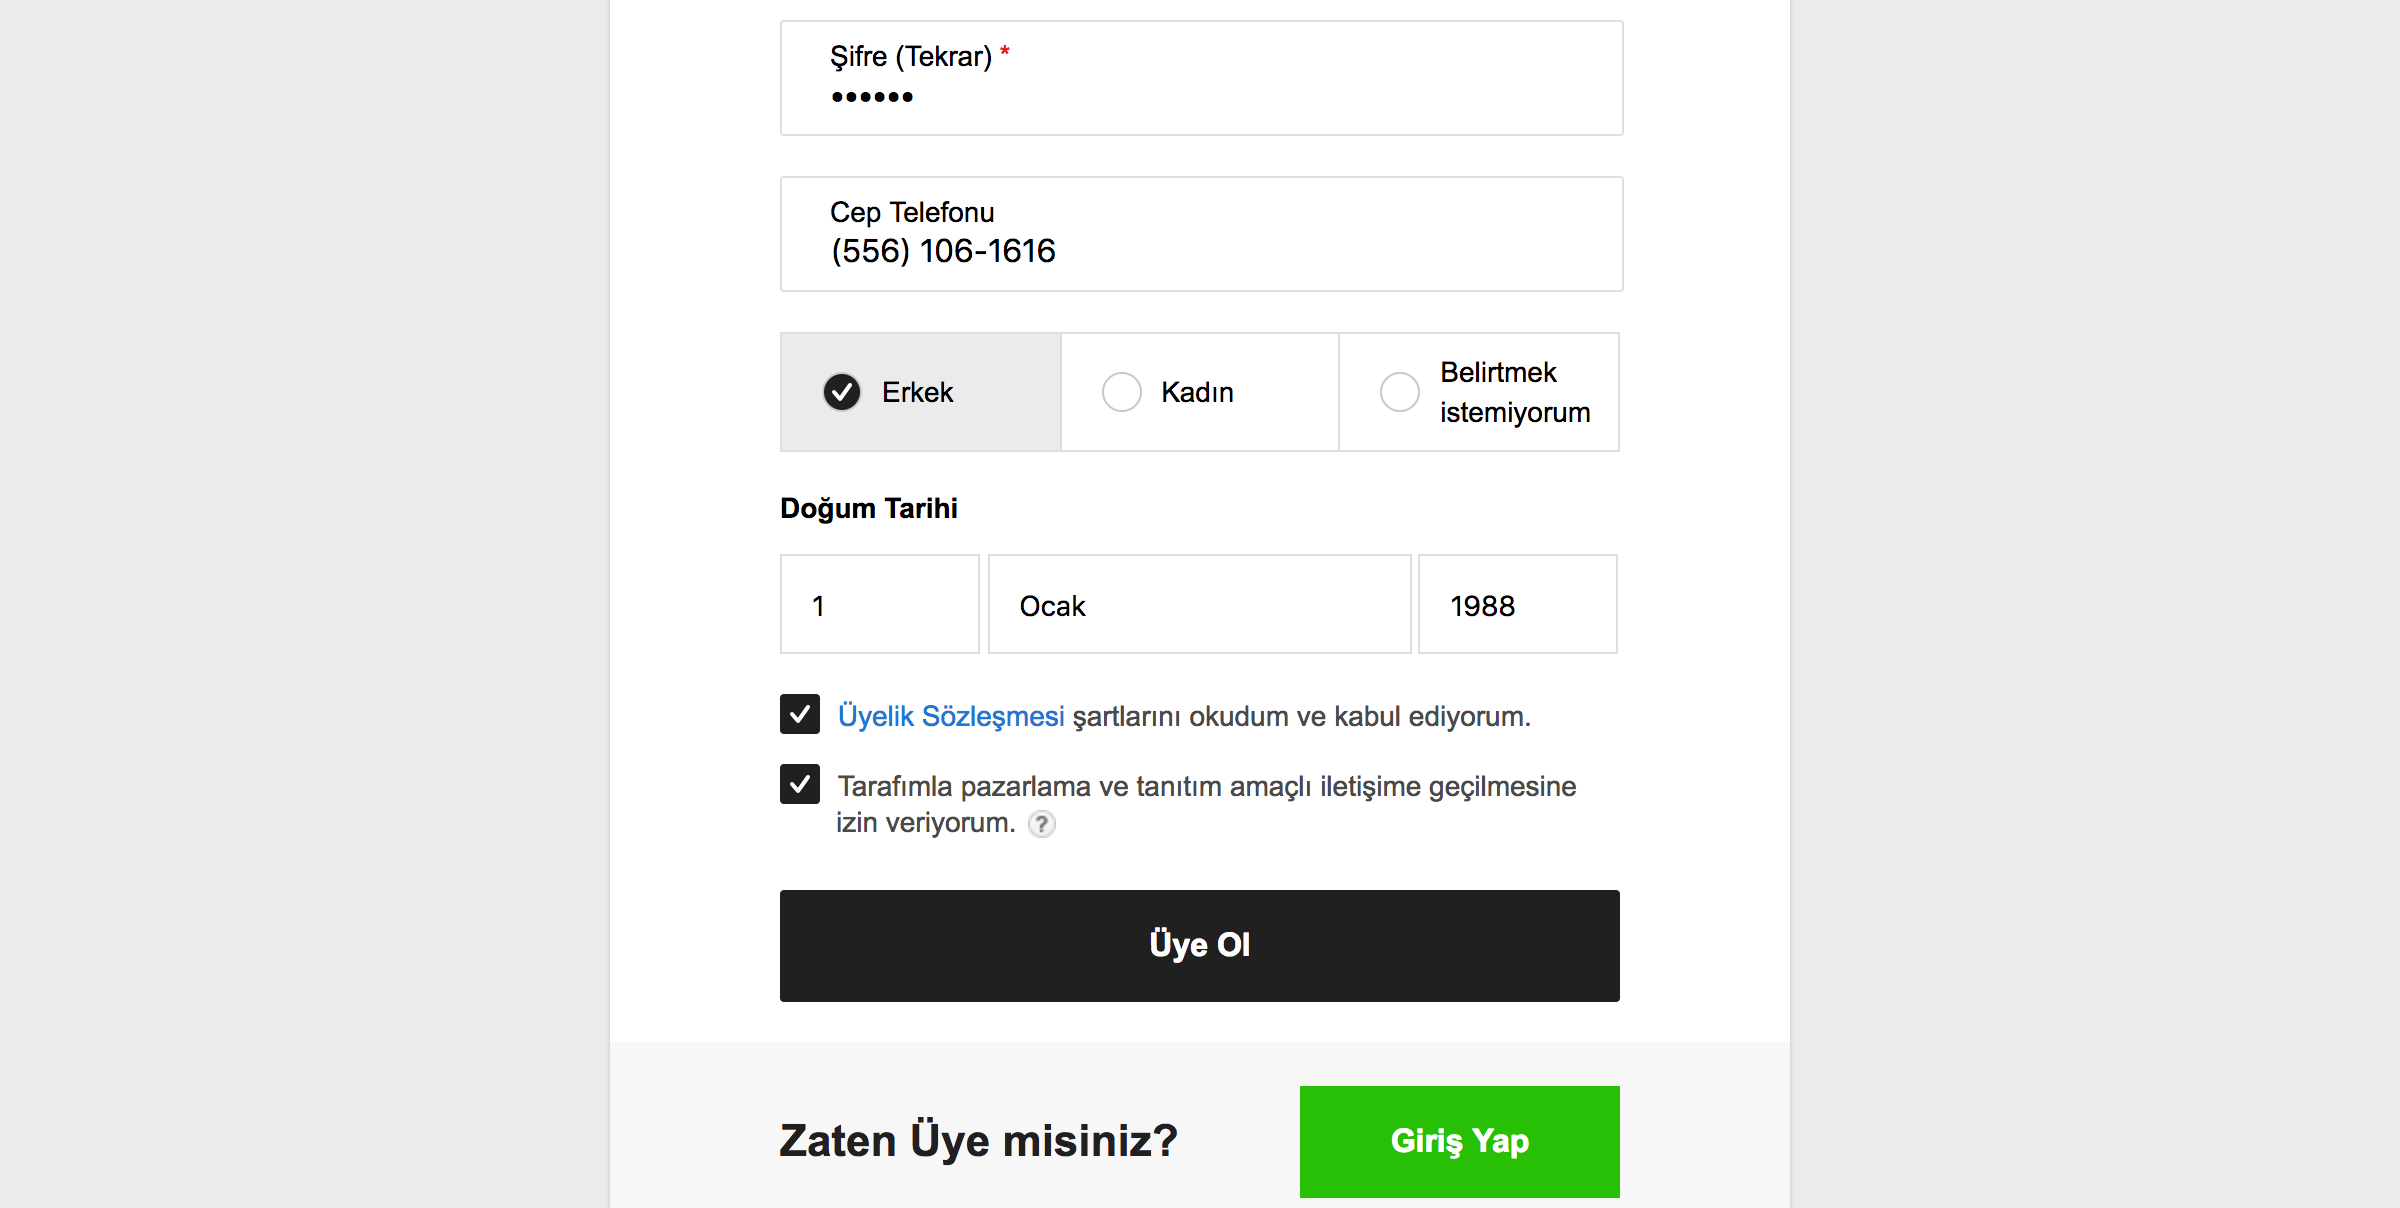 Şifre (Tekrar) *
••••••
Cep Telefonu
(556) 106-1616
Erkek
Kadın
Belirtmek
istemiyorum
Doğum Tarihi
1
Ocak
1988
Üyelik Sözleşmesi şartlarını okudum ve kabul ediyorum.
Tarafımla pazarlama ve tanıtım amaçlı iletişime geçilmesine
izin veriyorum. ?
Üye Ol
Zaten Üye misiniz?
Giriş Yap